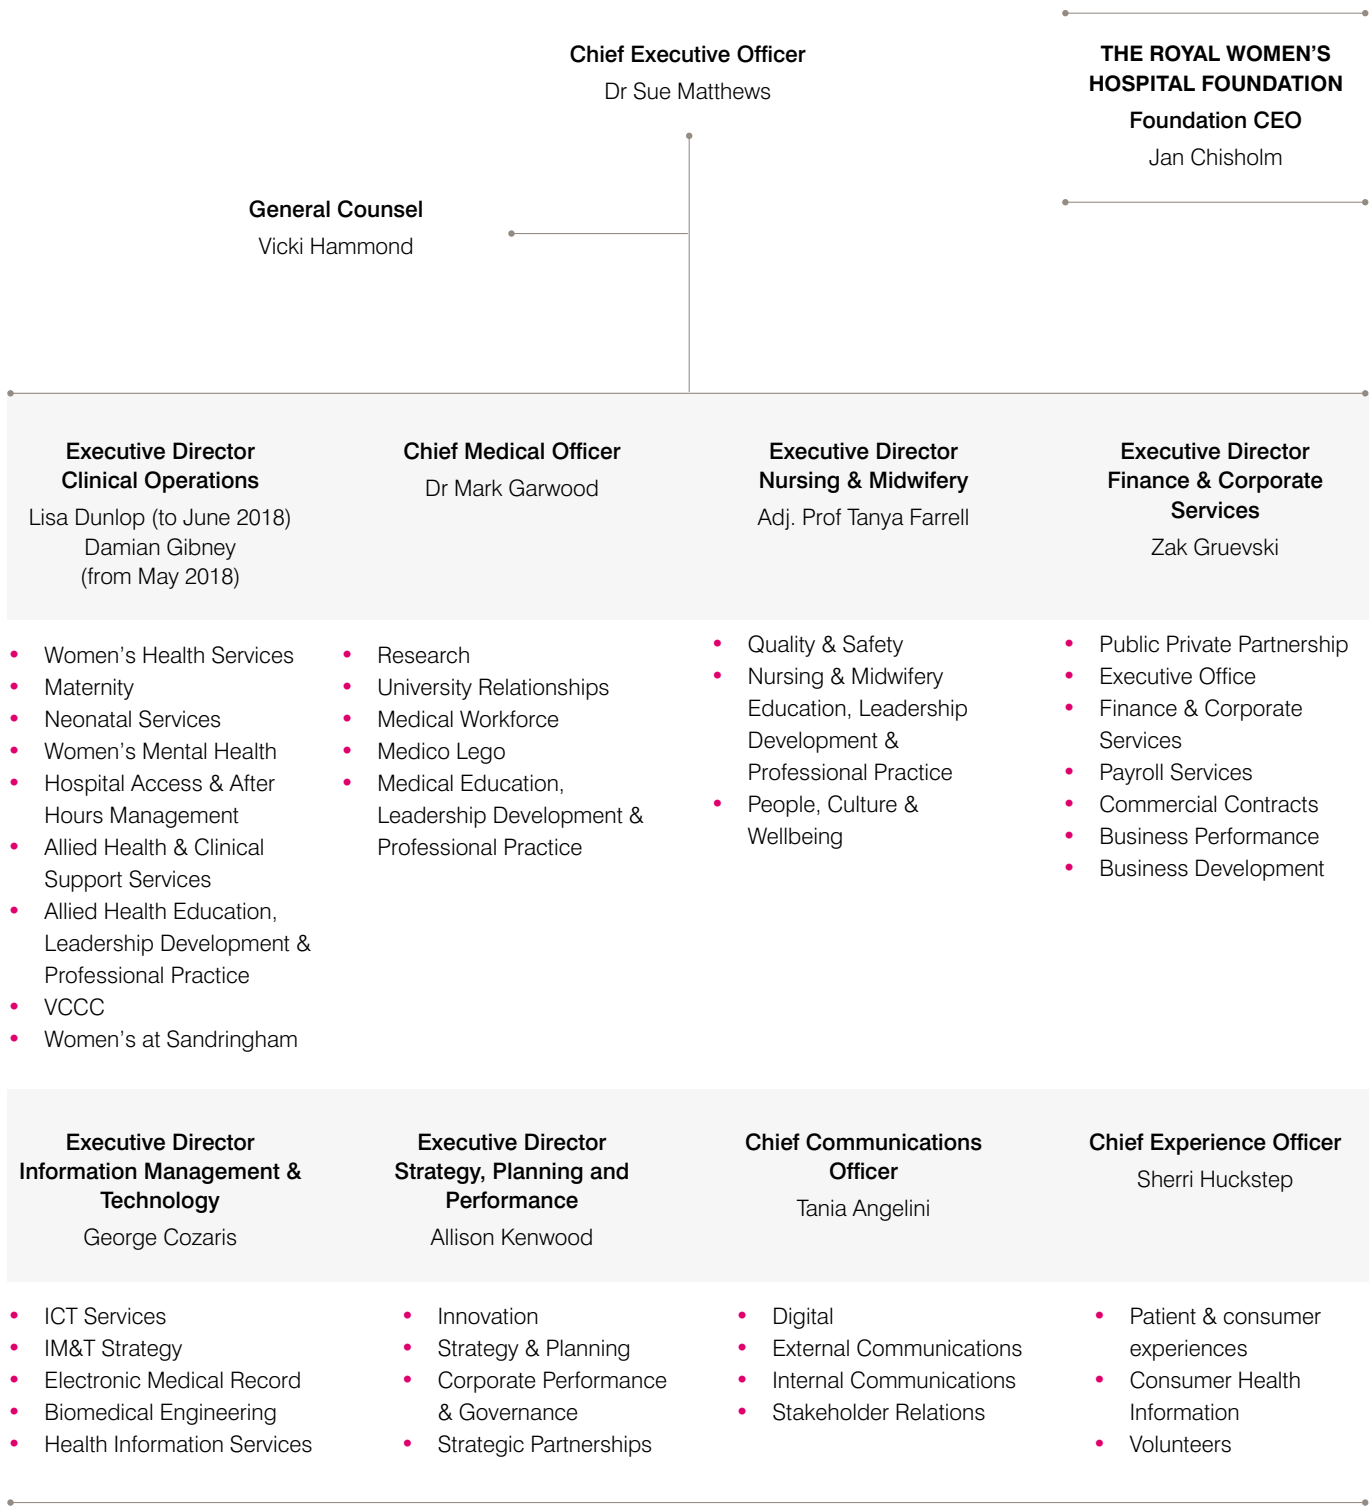 Chief Executive Officer
Dr Sue Matthews
THE ROYAL WOMEN'S
HOSPITAL FOUNDATION
Foundation CEO
Jan Chisholm
General Counsel
Vicki Hammond
Executive Director
Clinical Operations
Lisa Dunlop (to June 2018)
Damian Gibney
(from May 2018)
Chief Medical Officer
Dr Mark Garwood
Executive Director
Nursing & Midwifery
Adj. Prof Tanya Farrell
Executive Director
Finance & Corporate
Services
Zak Gruevski
• Women's Health Services
• Maternity
• Neonatal Services
• Women's Mental Health
• Hospital Access & After
Hours Management
• Allied Health & Clinical
Support Services
• Allied Health Education,
Leadership Development &
Professional Practice
• VCCC
• Women's at Sandringham
• Research
• University Relationships
• Medical Workforce
• Medico Lego
• Medical Education,
Leadership Development &
Professional Practice
• Quality & Safety
• Nursing & Midwifery
Education, Leadership
Development &
Professional Practice
• People, Culture &
Wellbeing
• Public Private Partnership
• Executive Office
• Finance & Corporate
Services
• Payroll Services
• Commercial Contracts
• Business Performance
• Business Development
Executive Director
Information Management &
Technology
George Cozaris
Executive Director
Strategy, Planning and
Performance
Allison Kenwood
Chief Communications
Officer
Tania Angelini
Chief Experience Officer
Sherri Huckstep
• ICT Services
• IM&T Strategy
• Electronic Medical Record
• Biomedical Engineering
• Health Information Services
• Innovation
• Strategy & Planning
• Corporate Performance
& Governance
• Strategic Partnerships
• Digital
• External Communications
• Internal Communications
• Stakeholder Relations
• Patient & consumer
experiences
• Consumer Health
Information
• Volunteers